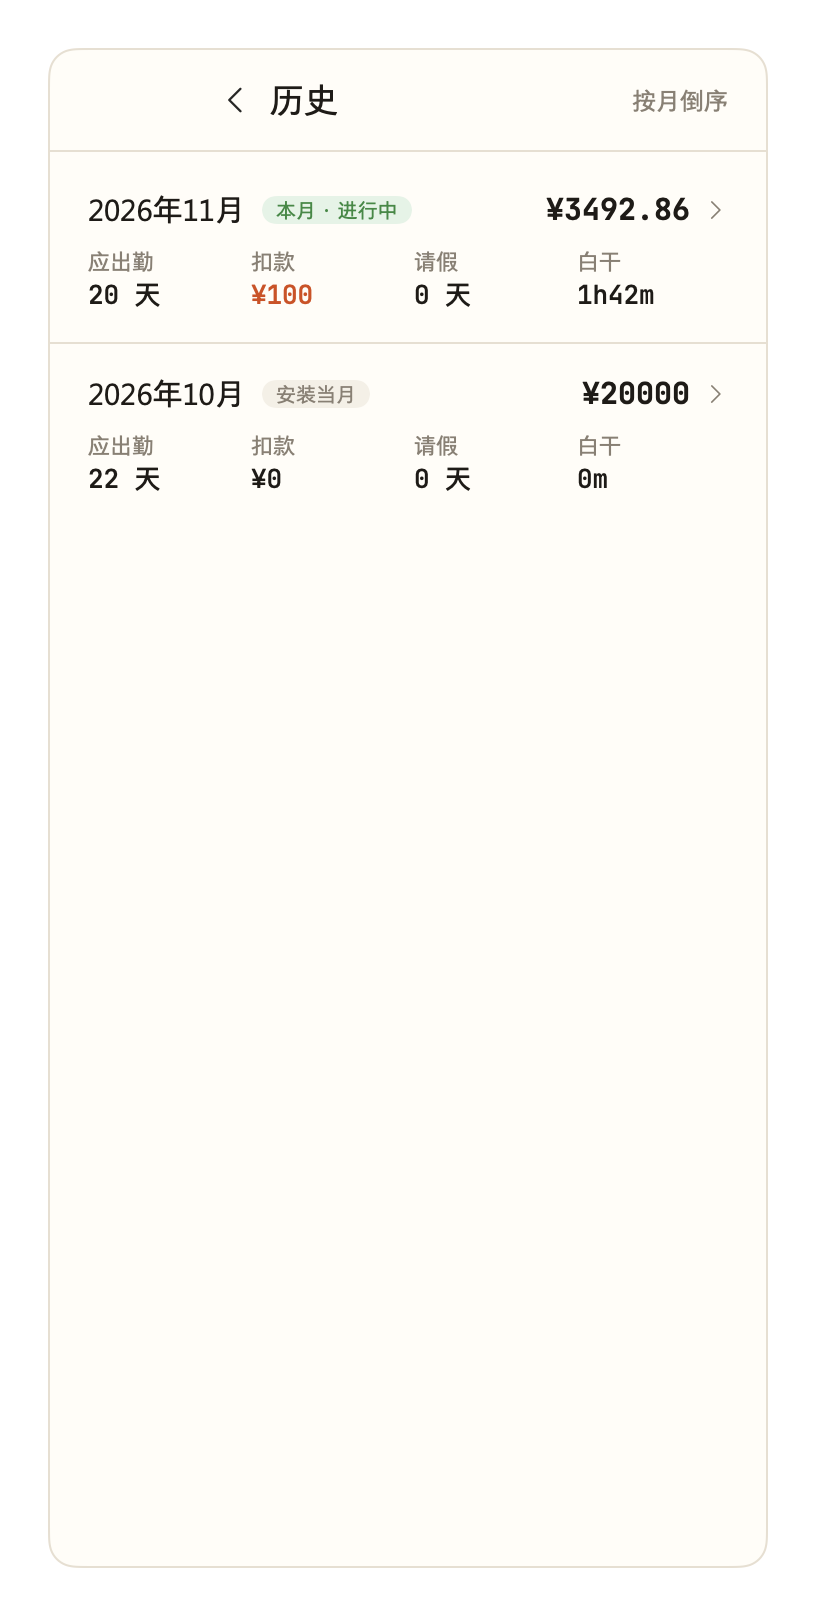 历史 按月倒序
2026年11月 本月 · 进行中 ¥3492.86
应出勤 扣款 请假 白干
20 天 ¥100 0 天 1h42m
2026年10月 安装当月 ¥20000
应出勤 扣款 请假 白干
22 天 ¥0 0 天 0m